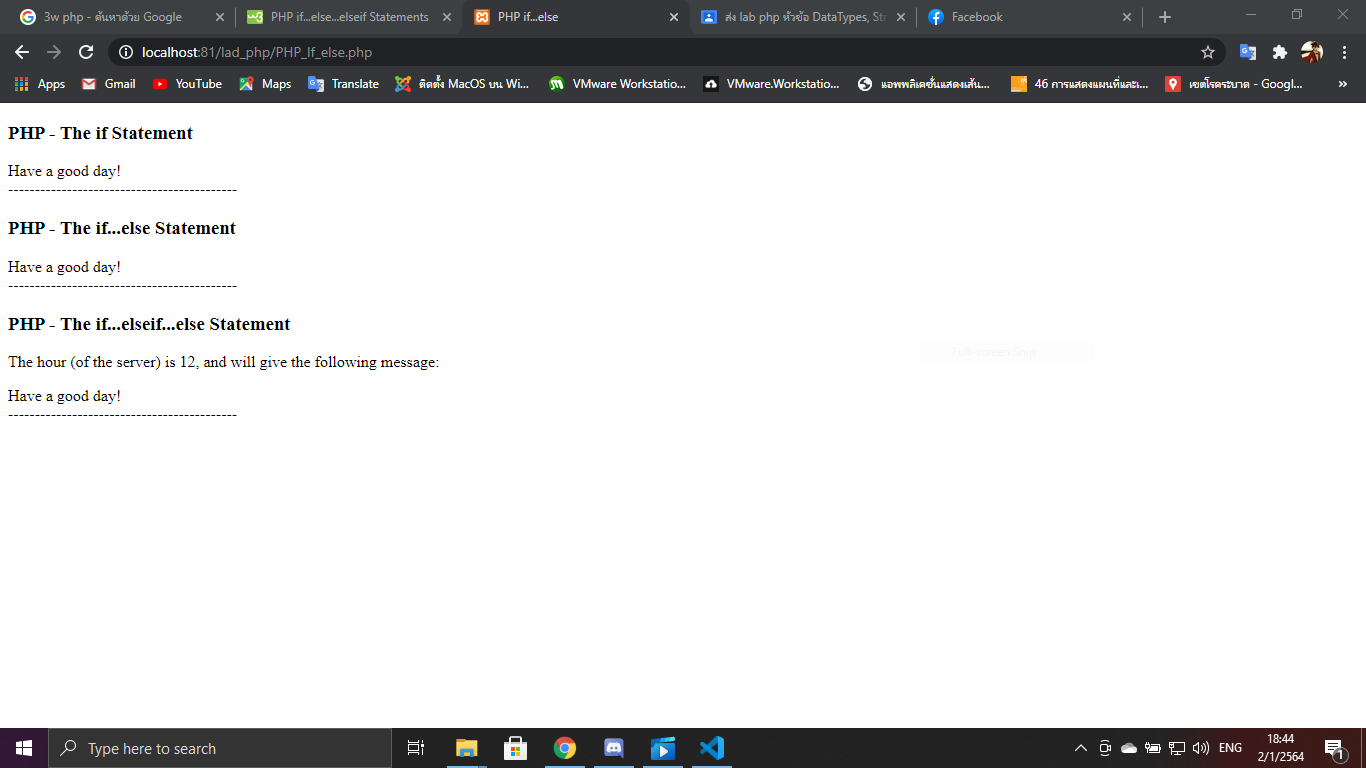 3w php - ค้นหาด้วย Google
PHP if...else...elseif Statements
PHP if...else
ส่ง lab php หัวข้อ DataTypes, Str
Facebook
localhost:81/lad_php/PHP_If_else.php
Apps
Gmail
YouTube
Maps
Translate
ติดตั้ง MacOS บน Wi...
VMware Workstatio...
VMware.Workstatio...
แอพพลิเคชั่นแสดงเส้น...
46 การแสดงแผนที่และเ...
เขตโรคระบาด - Googl...
»
PHP - The if Statement
Have a good day!
-------------------------------------------
PHP - The if...else Statement
Have a good day!
-------------------------------------------
PHP - The if...elseif...else Statement
The hour (of the server) is 12, and will give the following message:
Full-screen Snip
Have a good day!
-------------------------------------------
Type here to search
ENG
18:44
2/1/2564
1